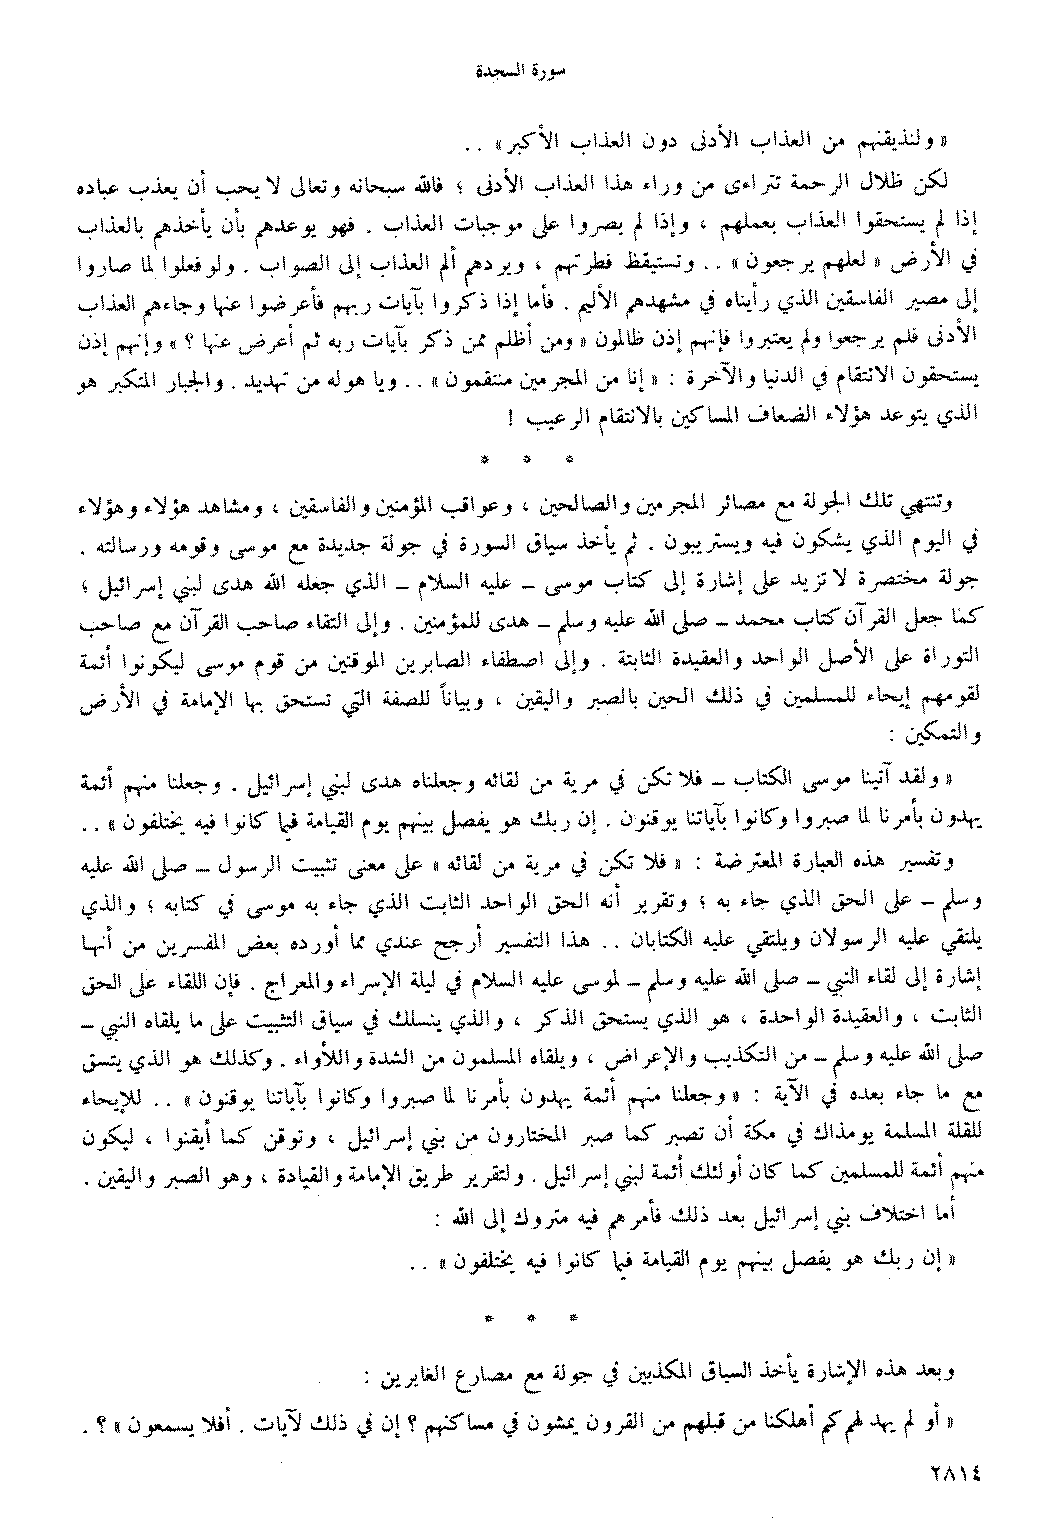 سورة السجدة
« ولنذيقنهم من العذاب الأدنى دون العذاب الأكبر» . .
لكن ظلال الرحمة تتراءى من وراء هذا العذاب الأدنى ؛ فالله سبحانه وتعالى لا يحب أن يعذب عباده
إذا لم يستحقوا العذاب بعملهم ، وإذا لم يصروا على موجبات العذاب . فهو يوعدهم بأن يأخذهم بالعذاب
في الأرض « لعلهم يرجعون» . . وتستيقظ فطرتهم ، ويردهم ألم العذاب إلى الصواب . ولو فعلوا لما صاروا
إلى مصير الفاسقين الذي رأيناه في مشهدهم الأليم . فأما إذا ذكروا بآيات ربهم فأعرضوا عنها وجاءهم العذاب
الأدنى فلم يرجعوا ولم يعتبروا فإنهم إذن ظالمون « ومن أظلم ممن ذكر بآيات ربه ثم أعرض عنها ؟ » وإنهم إذن
يستحقون الانتقام في الدنيا والآخرة : « إنا من المجرمين منتقمون» . . ويا هوله من تهديد . والجبار المتكبر هو
الذي يتوعد هؤلاء الضعاف المساكين بالانتقام الرعيب !
* * *
وتنتهي تلك الجولة مع مصائر المجرمين والصالحين ، وعواقب المؤمنين والفاسقين ، ومشاهد هؤلاء وهؤلاء
في اليوم الذي يشكون فيه ويستريبون . ثم يأخذ سياق السورة في جولة جديدة مع موسى وقومه ورسالته .
جولة مختصرة لا تزيد على إشارة إلى كتاب موسى – عليه السلام – الذي جعله الله هدى لبني إسرائيل ؛
كما جعل القرآن كتاب محمد – صلى الله عليه وسلم – هدى للمؤمنين . وإلى التقاء صاحب القرآن مع صاحب
التوراة على الأصل الواحد والعقيدة الثابتة . وإلى اصطفاء الصابرين الموقنين من قوم موسى ليكونوا أئمة
لقومهم إيحاء للمسلمين في ذلك الحين بالصبر واليقين ، وبياناً للصفة التي تستحق بها الإمامة في الأرض
والتمكين :
« ولقد آتينا موسى الكتاب – فلا تكن في مرية من لقائه وجعلناه هدى لبني إسرائيل . وجعلنا منهم أئمة
يهدون بأمرنا لما صبروا وكانوا بآياتنا يوقنون . إن ربك هو يفصل بينهم يوم القيامة فيما كانوا فيه يختلفون » . .
وتفسير هذه العبارة المعترضة : « فلا تكن في مرية من لقائه » على معنى تثبيت الرسول – صلى الله عليه
وسلم – على الحق الذي جاء به ؛ وتقرير أنه الحق الواحد الثابت الذي جاء به موسى في كتابه ؛ والذي
يلتقي عليه الرسولان ويلتقي عليه الكتابان . . هذا التفسير أرجح عندي مما أورده بعض المفسرين من أنها
إشارة إلى لقاء النبي – صلى الله عليه وسلم – لموسى عليه السلام في ليلة الإسراء والمعراج . فإن اللقاء على الحق
الثابت ، والعقيدة الواحدة ، هو الذي يستحق الذكر ، والذي ينسلك في سياق التثبيت على ما يلقاه النبي –
صلى الله عليه وسلم – من التكذيب والإعراض ، ويلقاه المسلمون من الشدة واللأواء . وكذلك هو الذي يتسق
مع ما جاء بعده في الآية : « وجعلنا منهم أئمة يهدون بأمرنا لما صبروا وكانوا بآياتنا يوقنون » . . للإيحاء
للقلة المسلمة يومذاك في مكة أن تصبر كما صبر المختارون من بني إسرائيل ، وتوقن كما أيقنوا ، ليكون
منهم أئمة للمسلمين كما كان أولئك أئمة لبني إسرائيل . ولتقرير طريق الإمامة والقيادة ، وهو الصبر واليقين .
أما اختلاف بني إسرائيل بعد ذلك فأمرهم فيه متروك إلى الله :
« إن ربك هو يفصل بينهم يوم القيامة فيما كانوا فيه يختلفون » . .
* * *
وبعد هذه الإشارة يأخذ السياق المكذبين في جولة مع مصارع الغابرين :
« أو لم يهد لهم كم أهلكنا من قبلهم من القرون يمشون في مساكنهم ؟ إن في ذلك لآيات . أفلا يسمعون » ؟ .
٢٨١٤